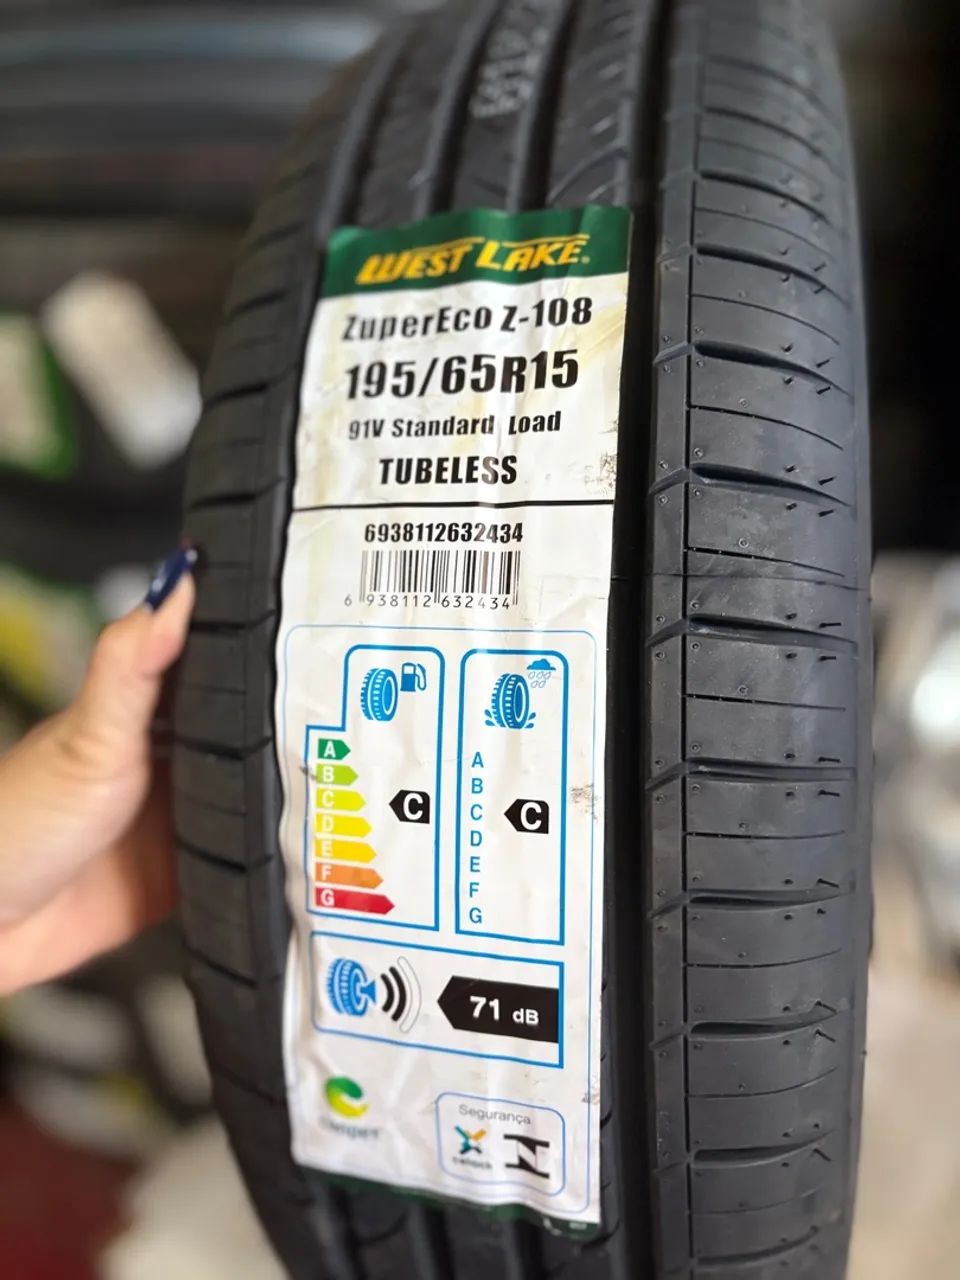 WEST LAKE®
ZuperEco Z-108
195/65R15
91V Standard Load
TUBELESS
6938112632434
6 938112 632434
A
B
C
D
E
F
G
C
A
B
C
D
E
F
G
C
71 dB
Segurança